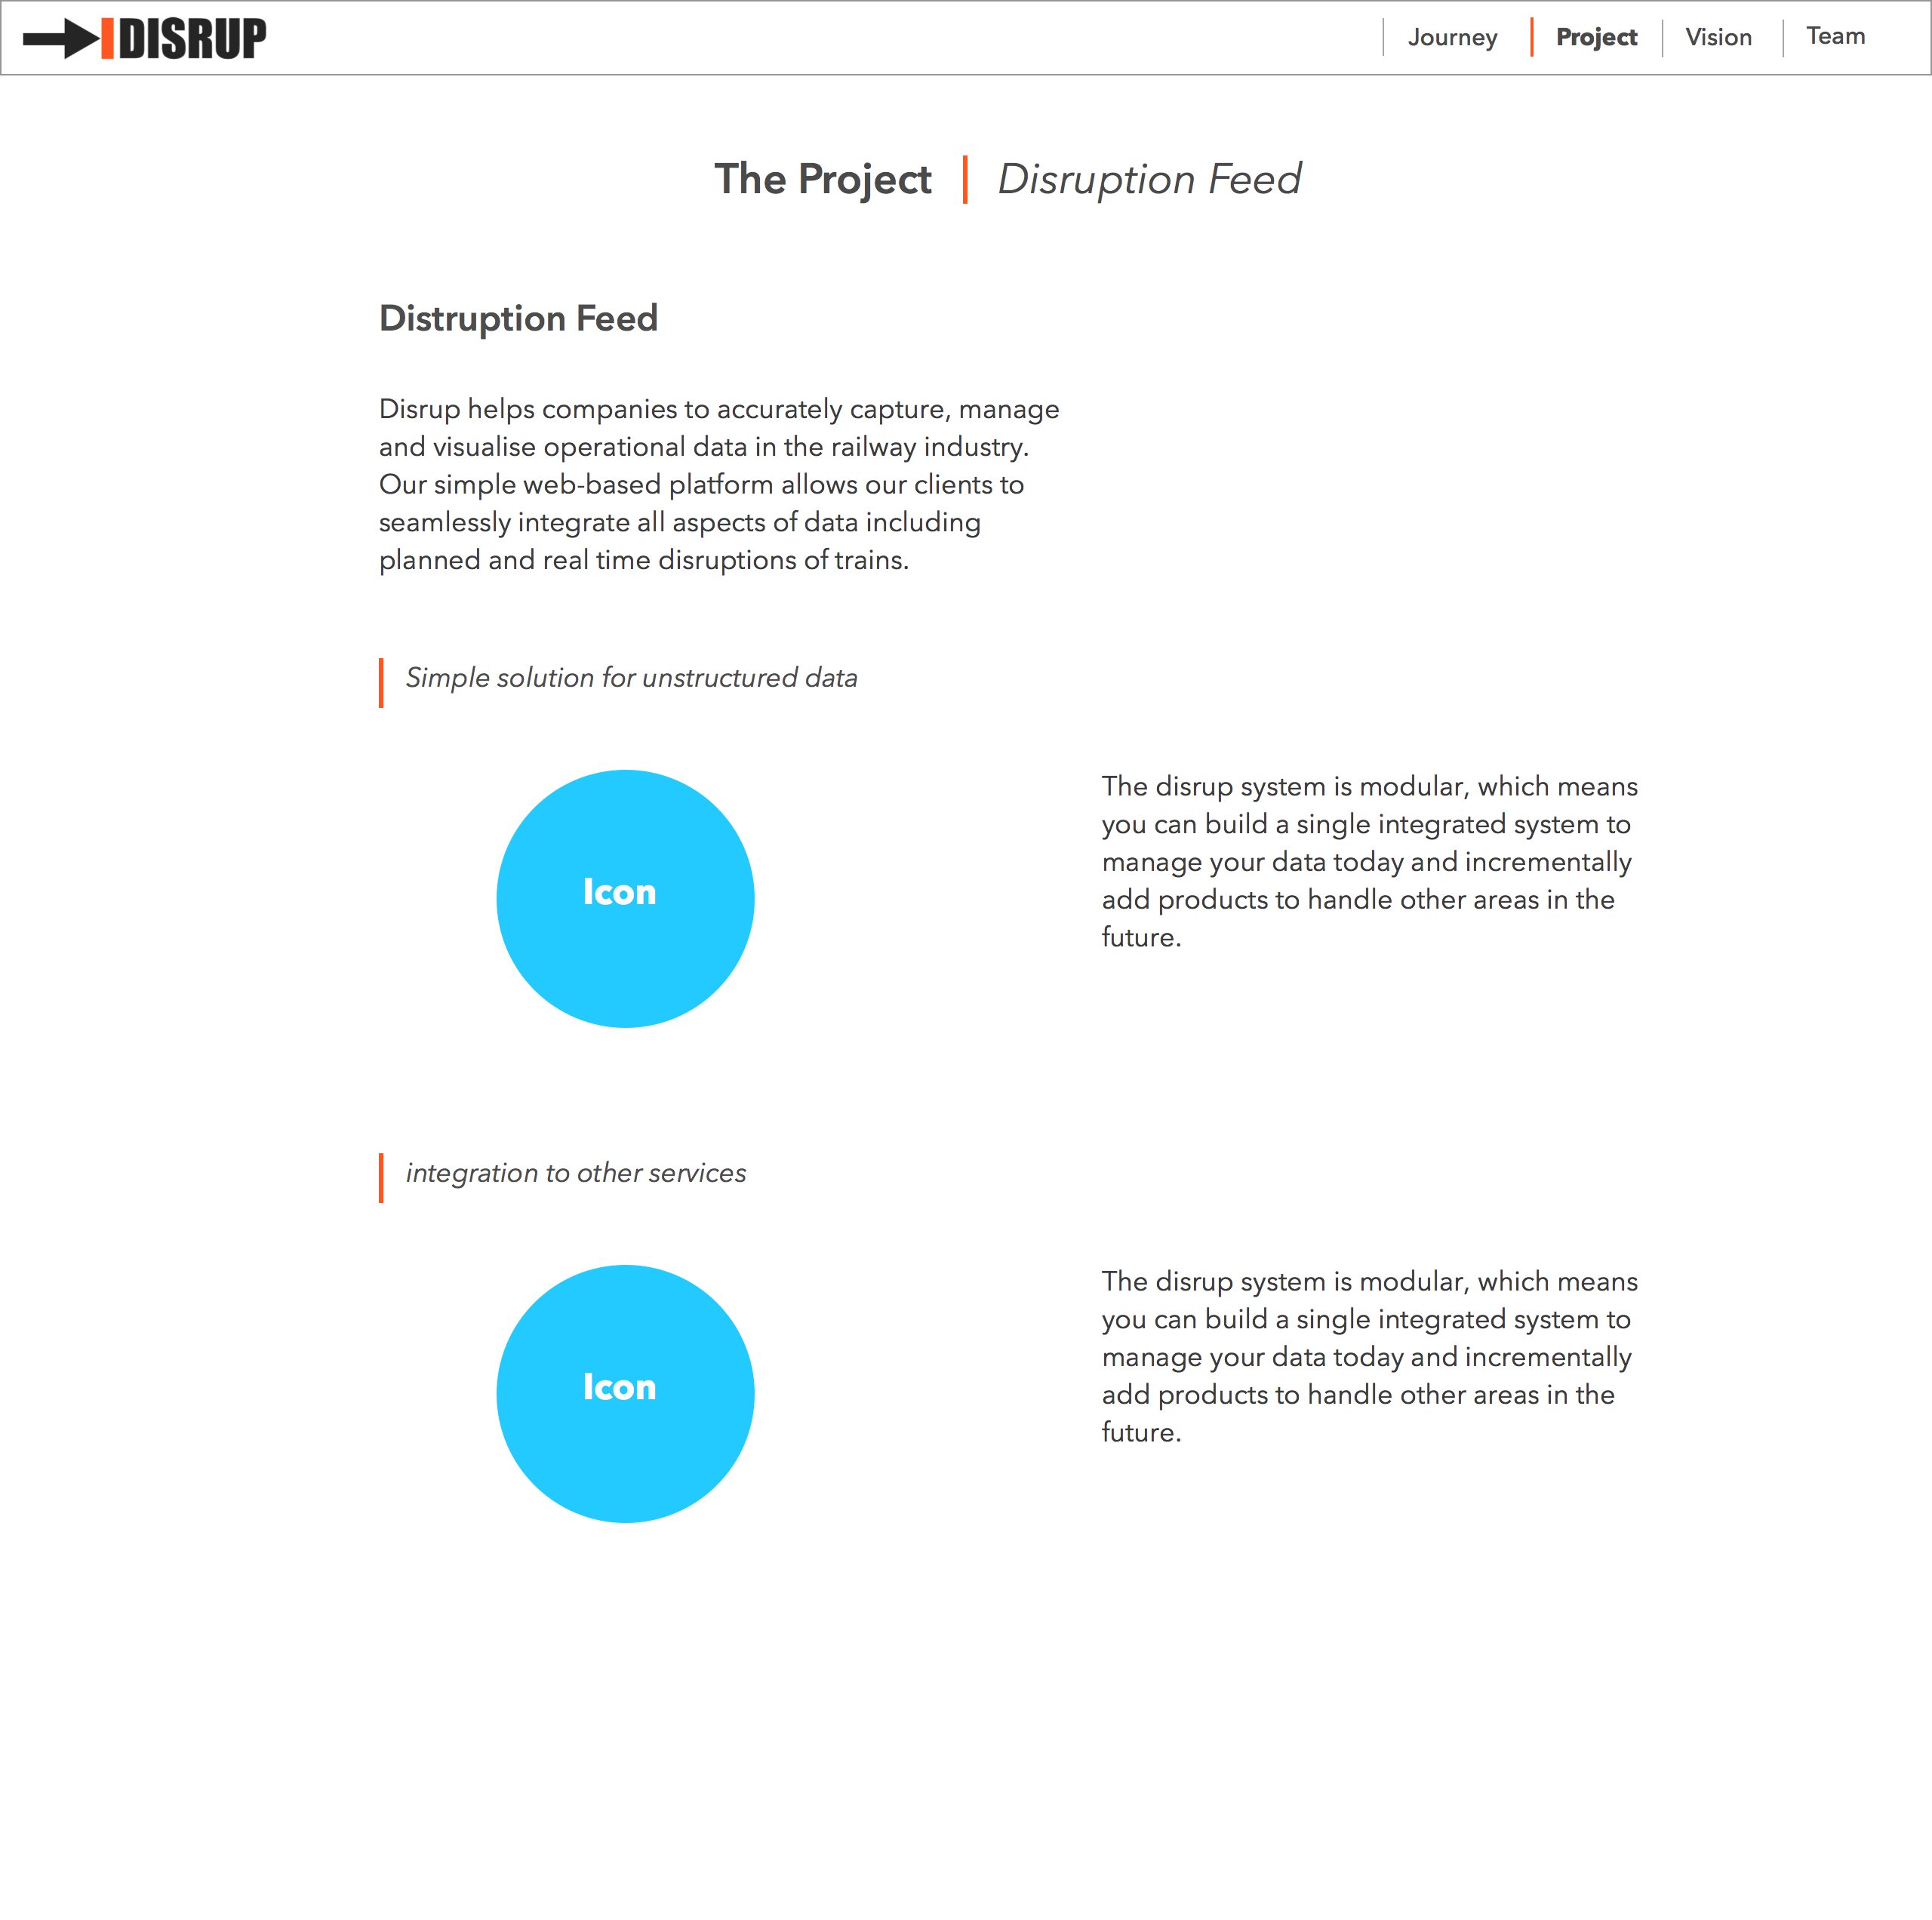 DISRUP
Journey
Project
Vision
Team
The Project
Disruption Feed
Distruption Feed
Disrup helps companies to accurately capture, manage
and visualise operational data in the railway industry.
Our simple web-based platform allows our clients to
seamlessly integrate all aspects of data including
planned and real time disruptions of trains.
Simple solution for unstructured data
Icon
The disrup system is modular, which means
you can build a single integrated system to
manage your data today and incrementally
add products to handle other areas in the
future.
integration to other services
Icon
The disrup system is modular, which means
you can build a single integrated system to
manage your data today and incrementally
add products to handle other areas in the
future.